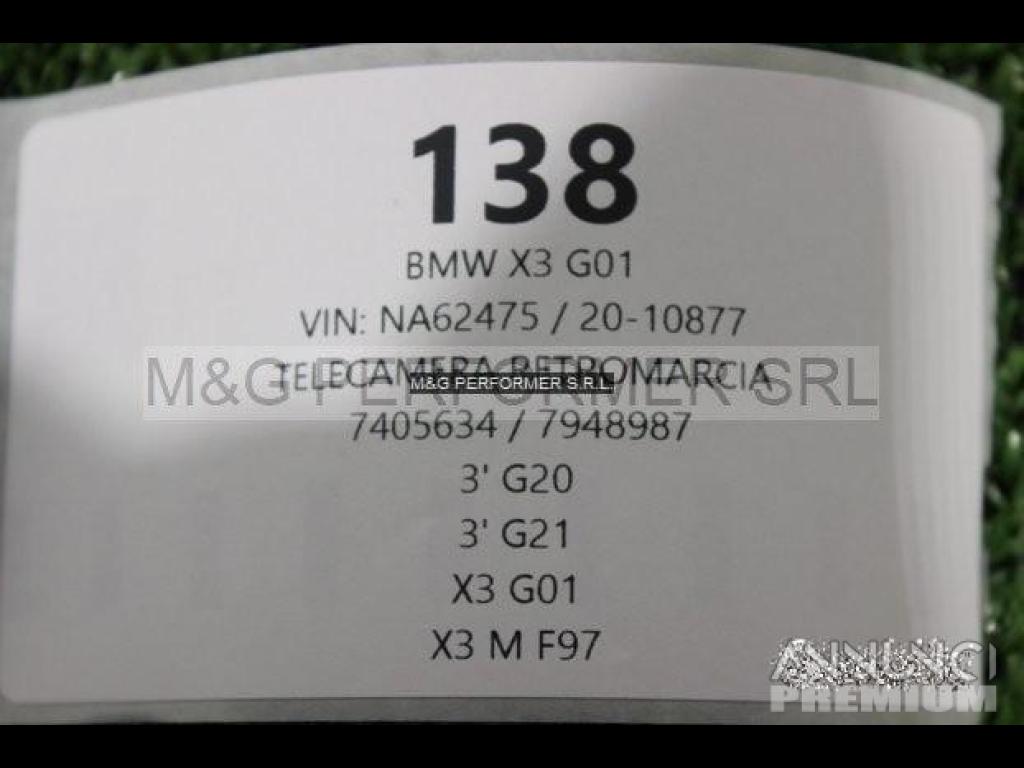 138
BMW X3 G01
VIN: NA62475 / 20-10877
TELECAMERA RETROMARCIA
M&G PERFORMER SRL
M&G PERFORMER S.R.L.
7405634 / 7948987
3' G20
3' G21
X3 G01
X3 M F97
ANNUNCI
PREMIUM